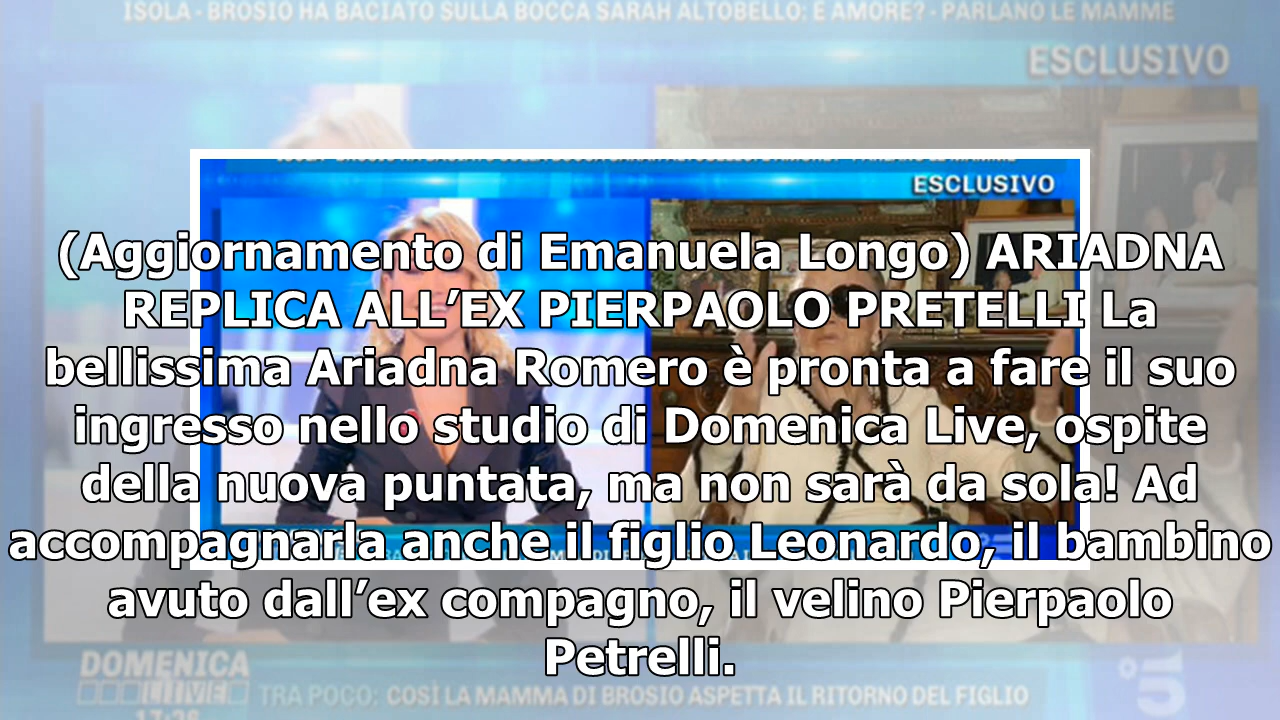 ISOLA - BROSIO HA BACIATO SULLA BOCCA SARAH ALTOBELLO: È AMORE? - PARLANO LE MAMME
ESCLUSIVO
ESCLUSIVO
(Aggiornamento di Emanuela Longo) ARIADNA
REPLICA ALL’EX PIERPAOLO PRETELLI La
bellissima Ariadna Romero è pronta a fare il suo
ingresso nello studio di Domenica Live, ospite
della nuova puntata, ma non sarà da sola! Ad
accompagnarla anche il figlio Leonardo, il bambino
avuto dall’ex compagno, il velino Pierpaolo
Petrelli.
DOMENICA
LIVE TRA POCO: COSÌ LA MAMMA DI BROSIO ASPETTA IL RITORNO DEL FIGLIO
5